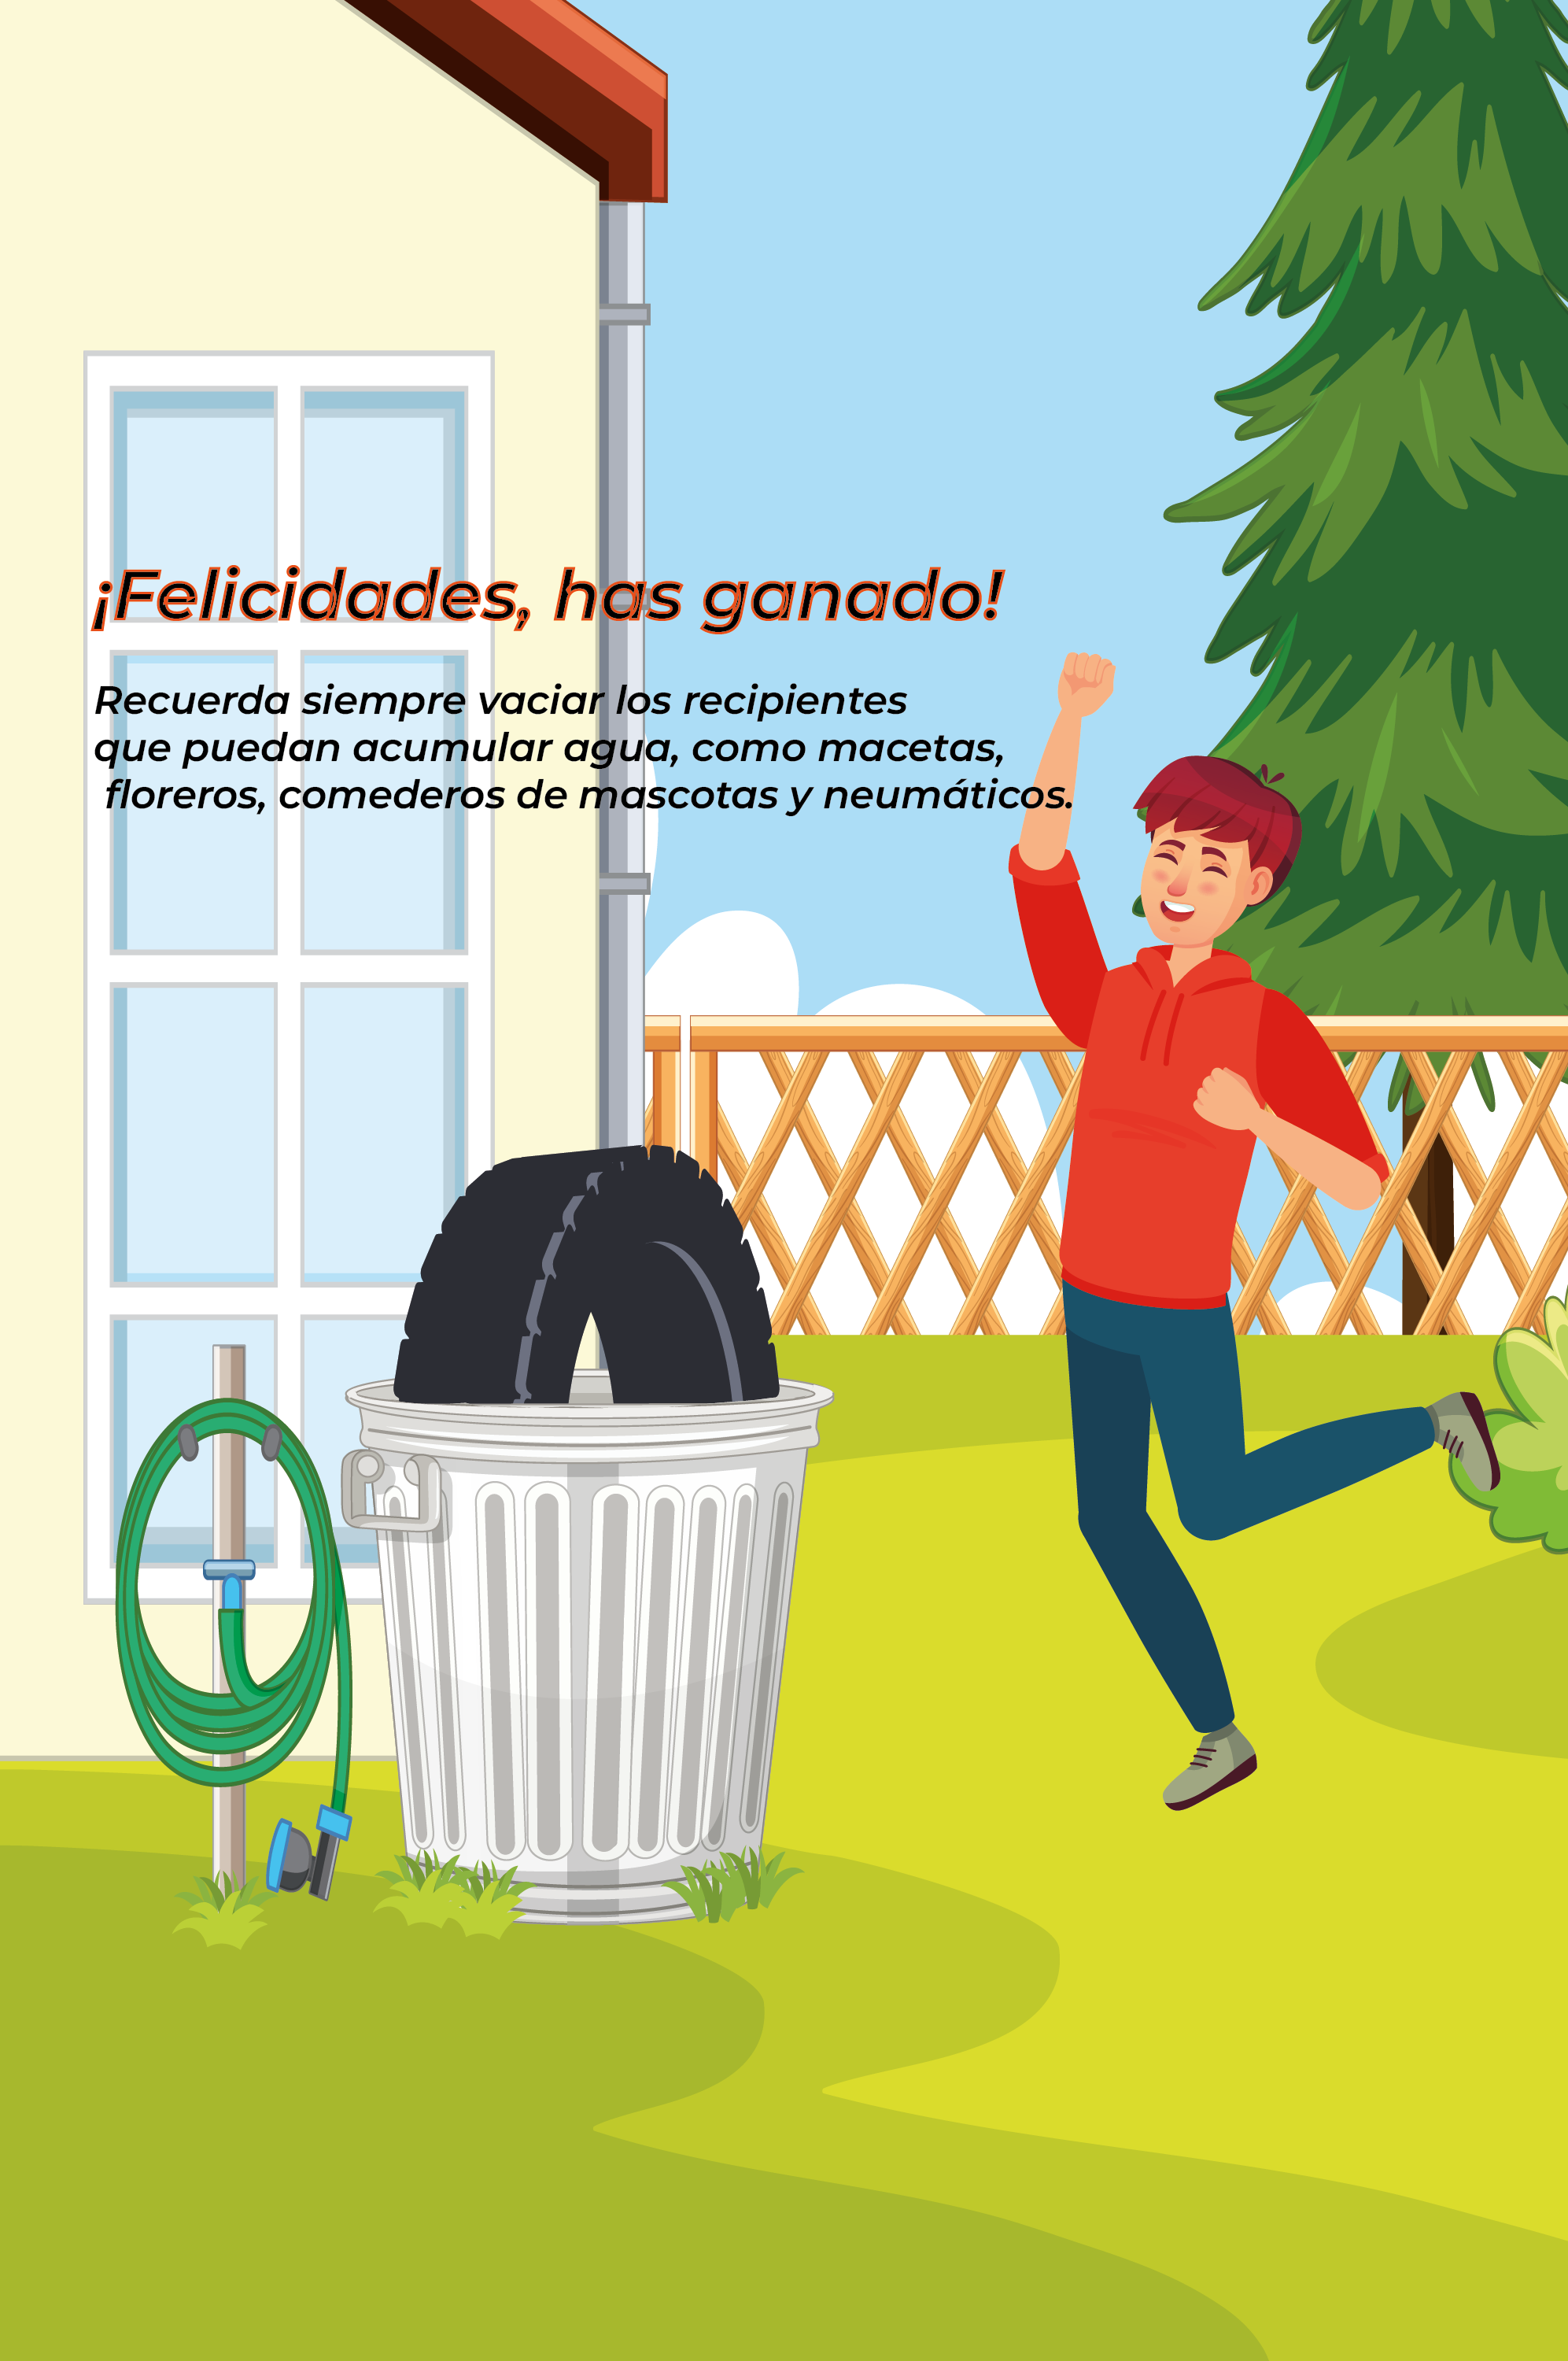 ¡Felicidades, has ganado!
Recuerda siempre vaciar los recipientes
que puedan acumular agua, como macetas,
floreros, comederos de mascotas y neumáticos.